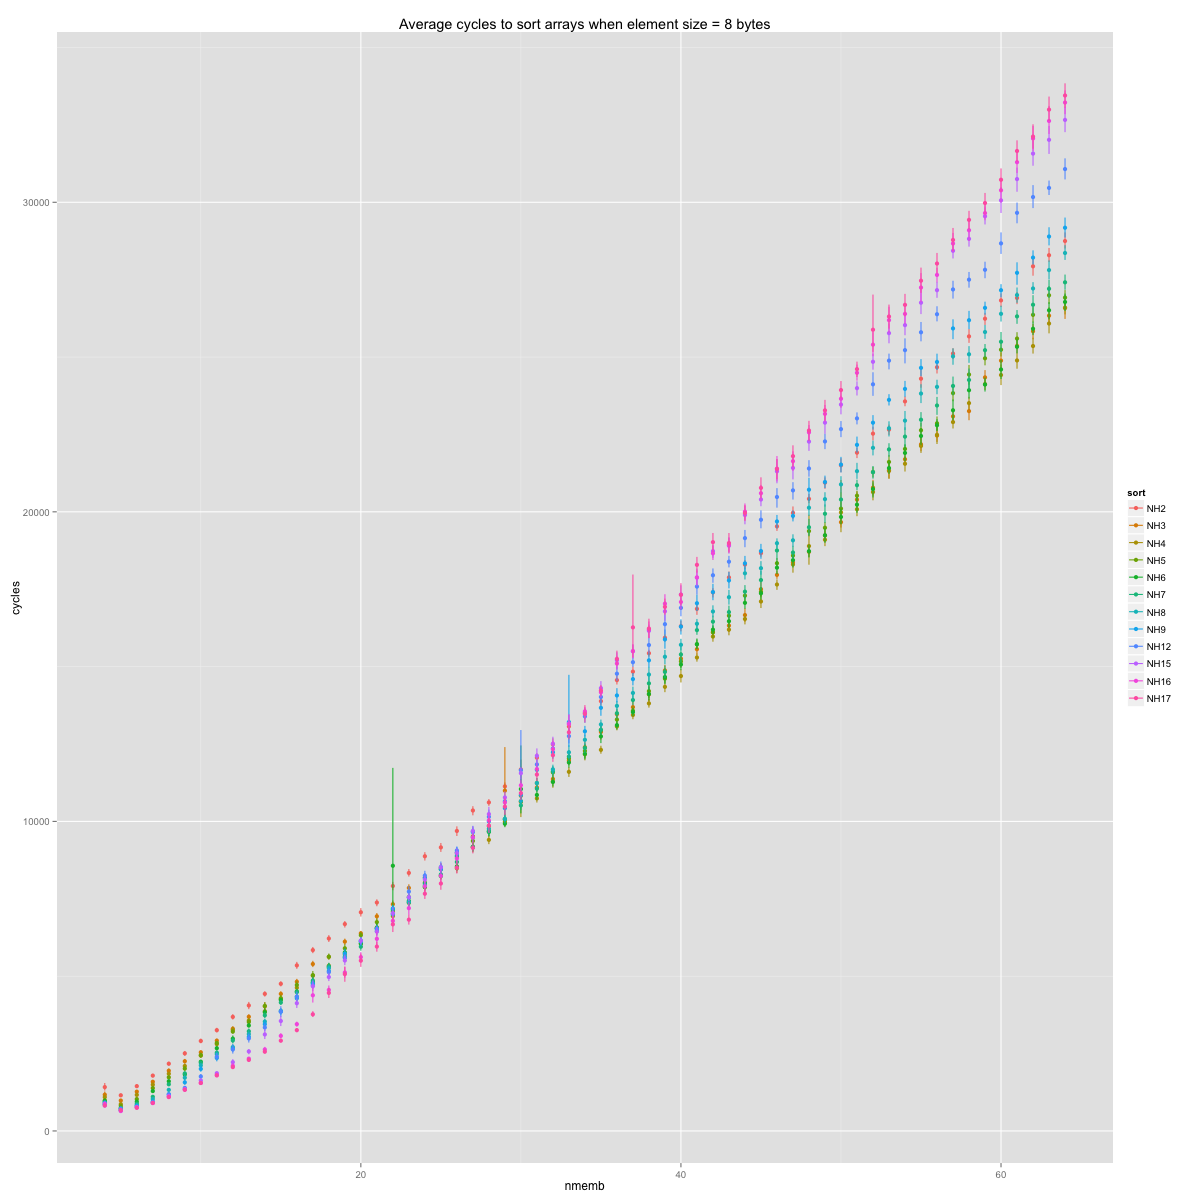 Average cycles to sort arrays when element size = 8 bytes
30000
20000
10000
0
cycles
20
40
60
nmemb
sort
NH2
NH3
NH4
NH5
NH6
NH7
NH8
NH9
NH12
NH15
NH16
NH17